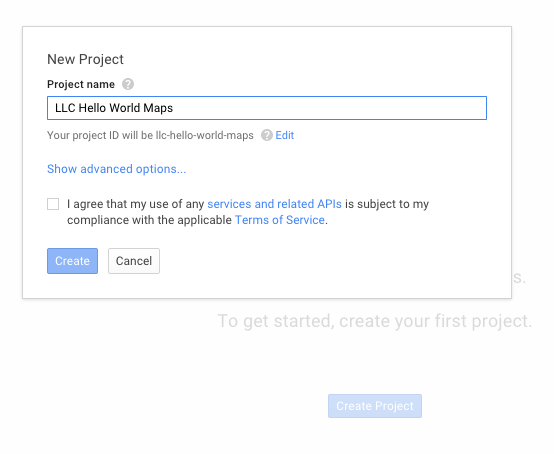 New Project
Project name ?
LLC Hello World Maps
Your project ID will be llc-hello-world-maps ? Edit
Show advanced options...
I agree that my use of any services and related APIs is subject to my
compliance with the applicable Terms of Service.
Create Cancel
s.
To get started, create your first project.
Create Project